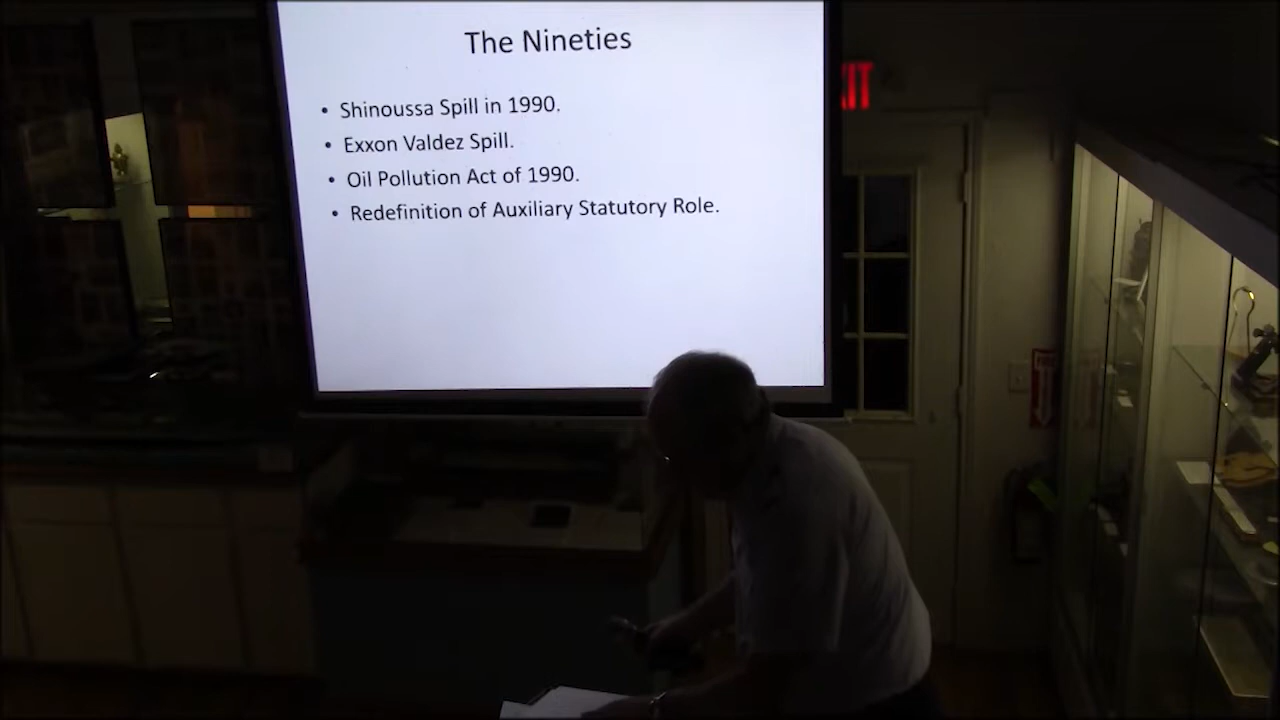 The Nineties
• Shinoussa Spill in 1990.
• Exxon Valdez Spill.
• Oil Pollution Act of 1990.
• Redefinition of Auxiliary Statutory Role.
XIT